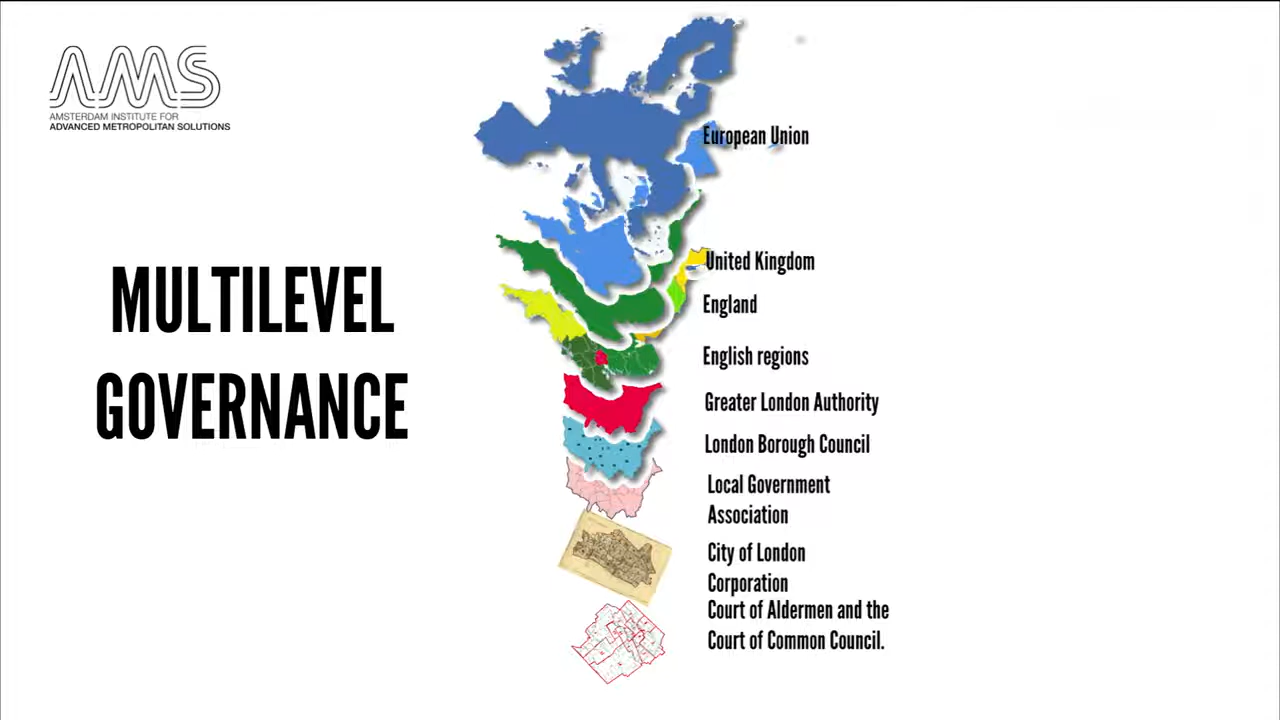 AMS
AMSTERDAM INSTITUTE FOR
ADVANCED METROPOLITAN SOLUTIONS
MULTILEVEL
GOVERNANCE
European Union
United Kingdom
England
English regions
Greater London Authority
London Borough Council
Local Government
Association
City of London
Corporation
Court of Aldermen and the
Court of Common Council.